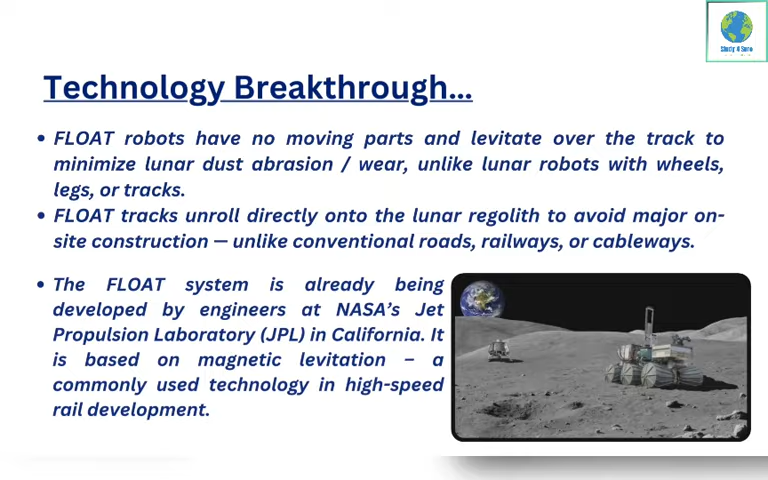 Study 4 Sure
Technology Breakthrough...
• FLOAT robots have no moving parts and levitate over the track to
minimize lunar dust abrasion / wear, unlike lunar robots with wheels,
legs, or tracks.
• FLOAT tracks unroll directly onto the lunar regolith to avoid major on-
site construction — unlike conventional roads, railways, or cableways.
• The FLOAT system is already being
developed by engineers at NASA's Jet
Propulsion Laboratory (JPL) in California. It
is based on magnetic levitation – a
commonly used technology in high-speed
rail development.